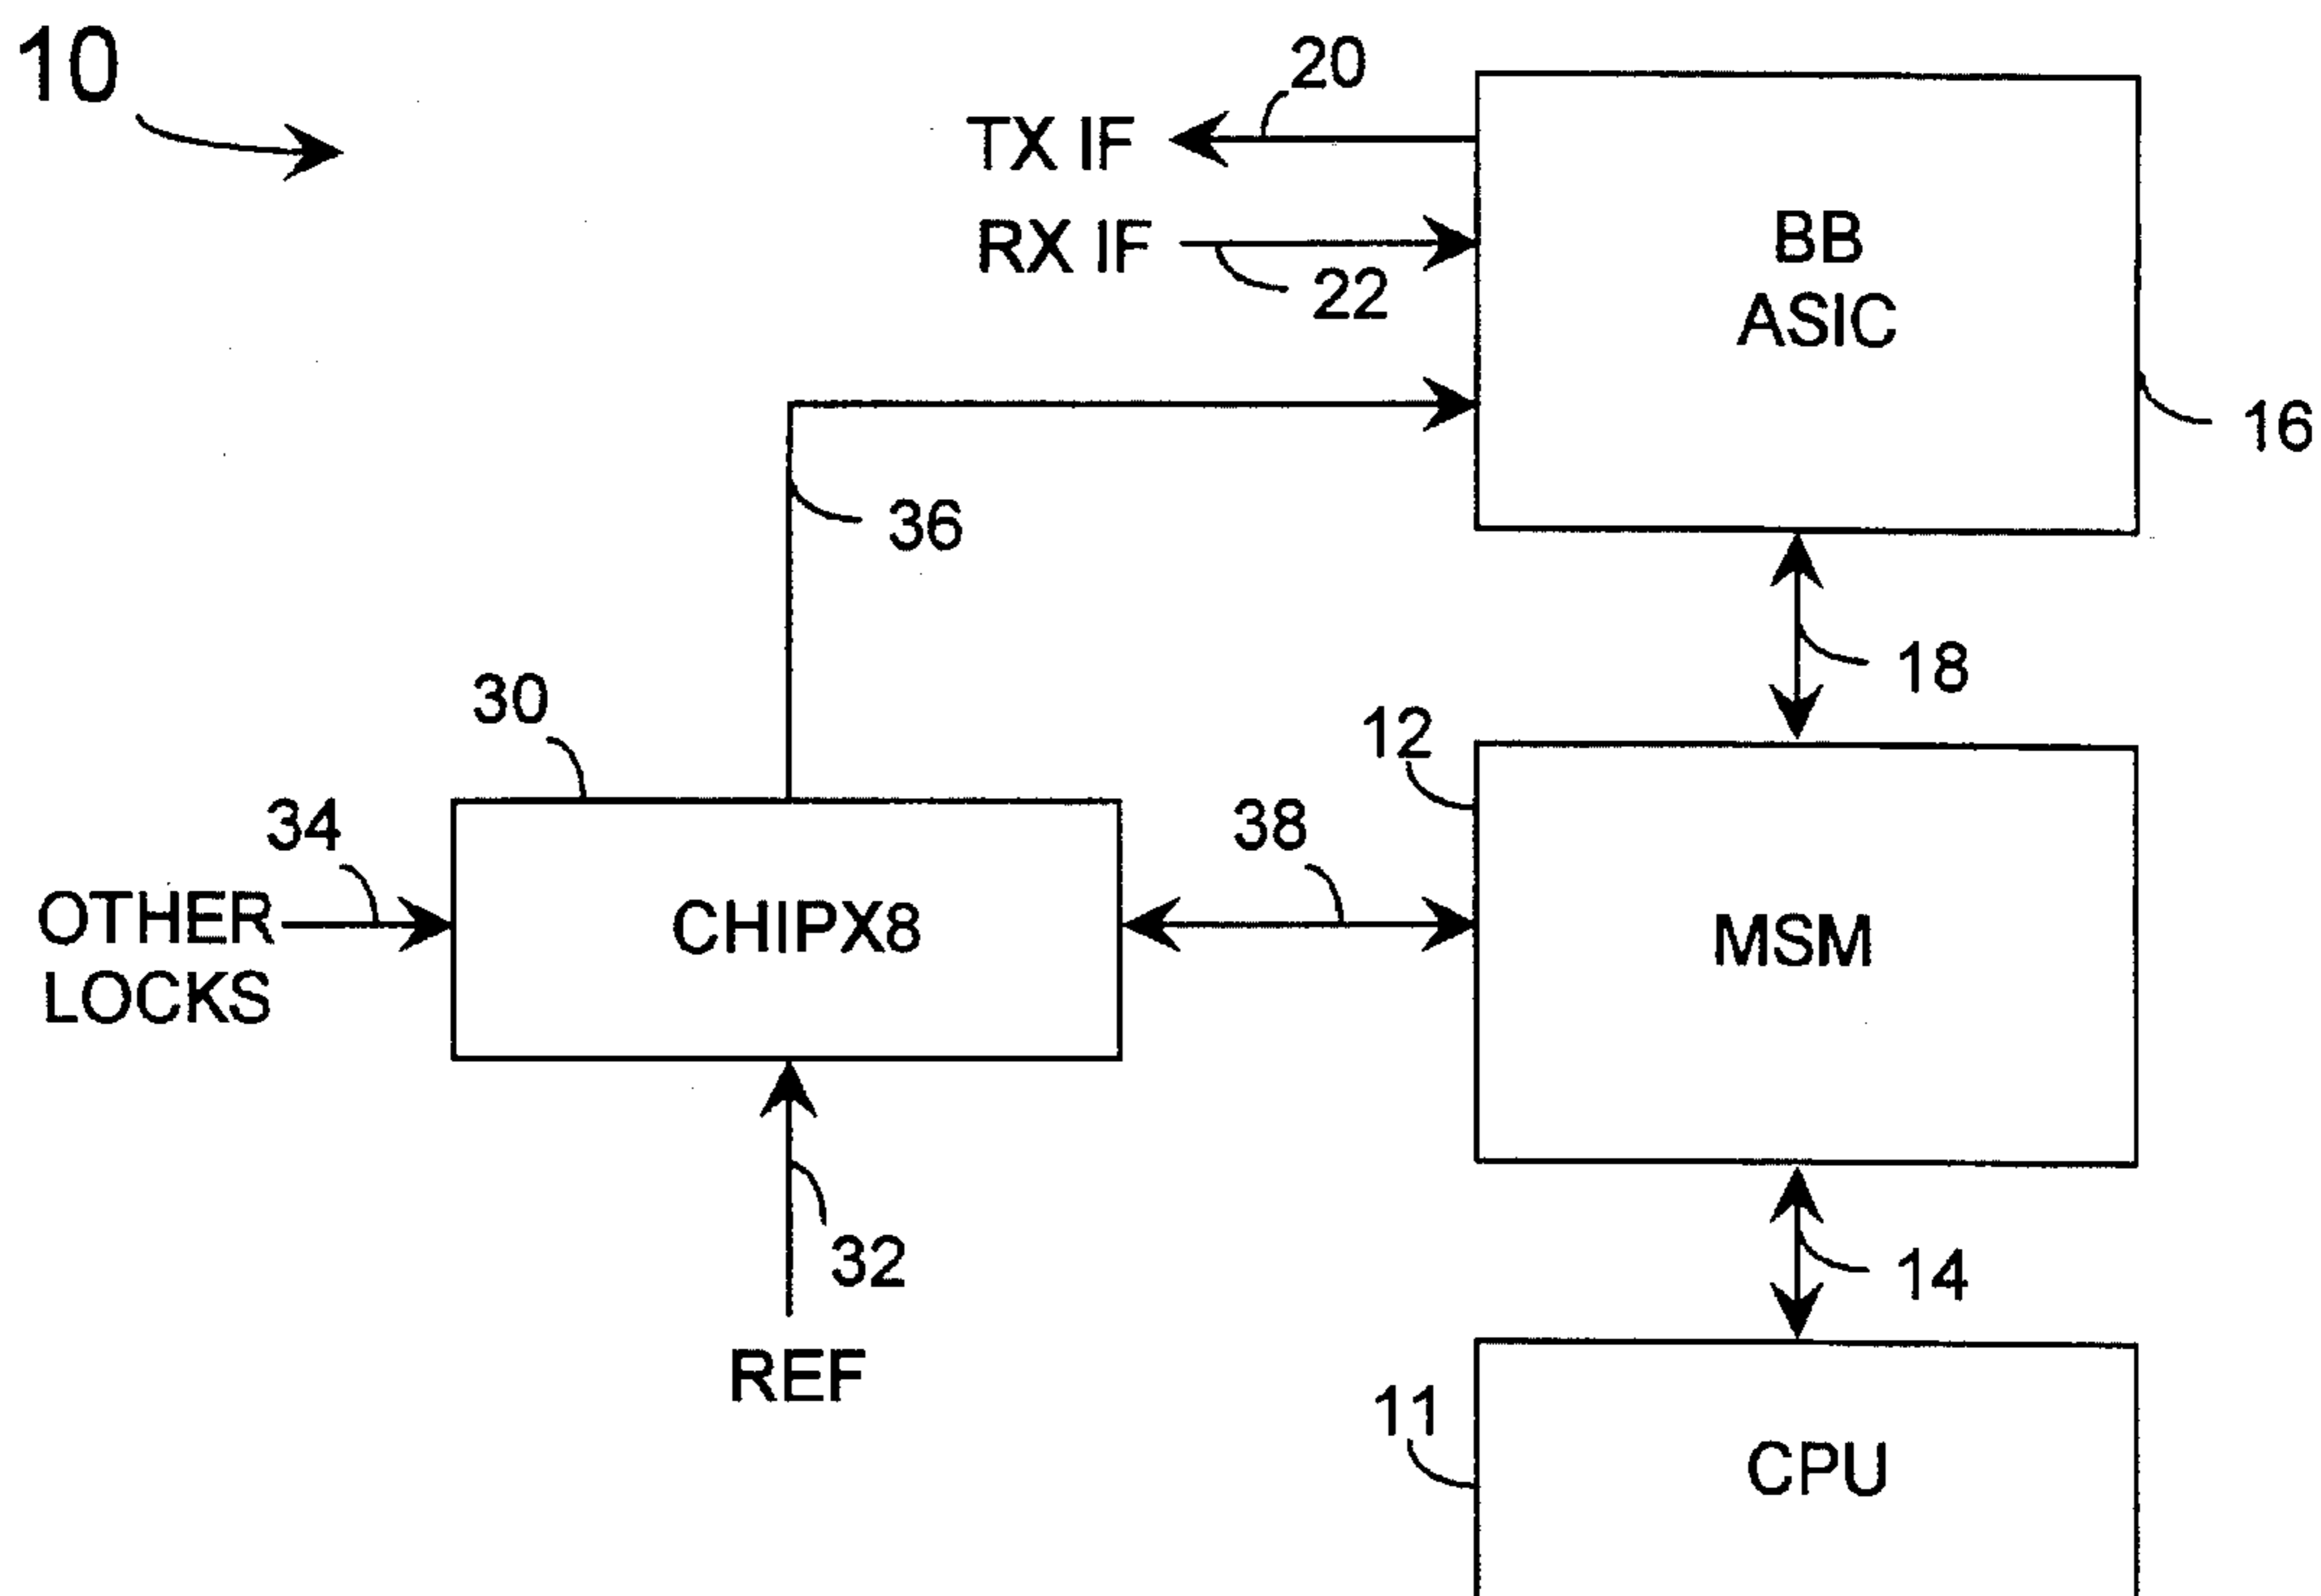 10
20
TX IF
RX IF
22
BB
ASIC
16
36
18
30
12
34
38
OTHER
LOCKS
CHIPX8
MSM
32
REF
14
11
CPU